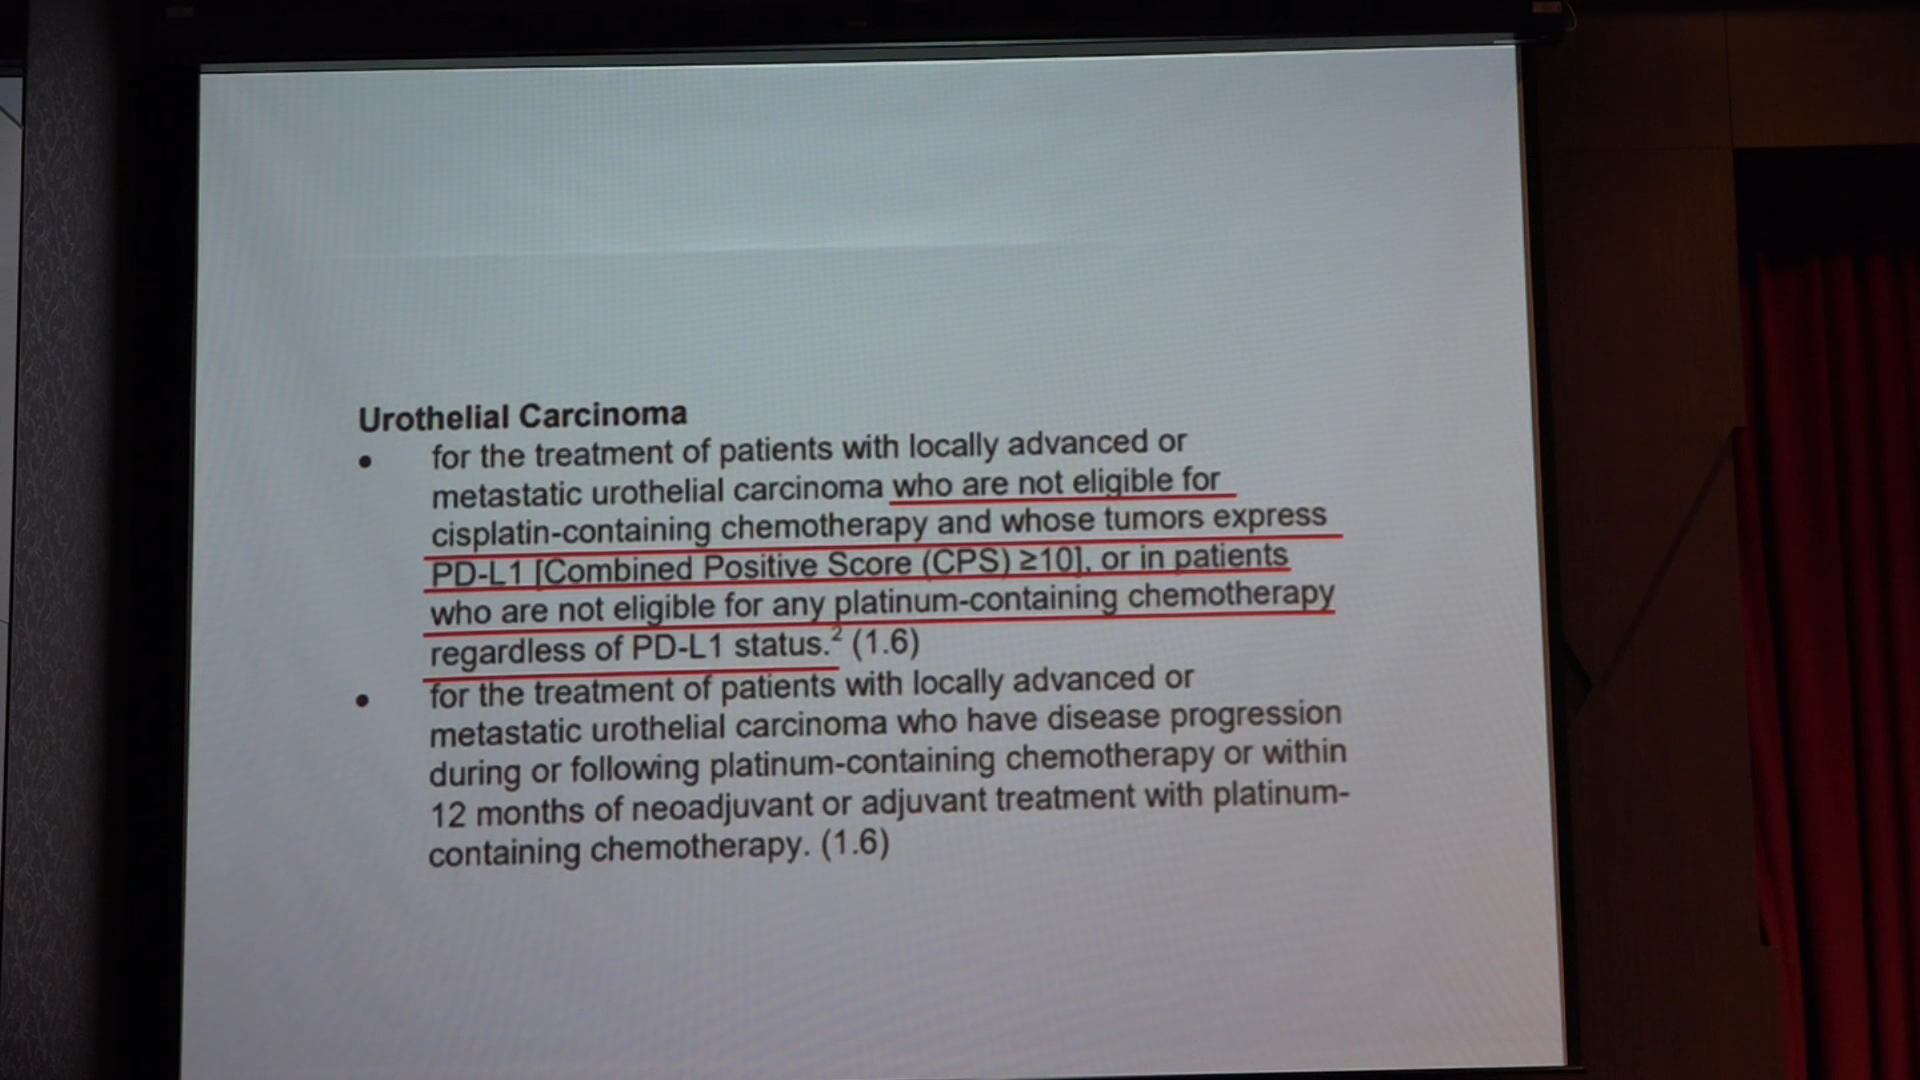 Urothelial Carcinoma
• for the treatment of patients with locally advanced or
metastatic urothelial carcinoma who are not eligible for
cisplatin-containing chemotherapy and whose tumors express
PD-L1 [Combined Positive Score (CPS) ≥10], or in patients
who are not eligible for any platinum-containing chemotherapy
regardless of PD-L1 status.² (1.6)
• for the treatment of patients with locally advanced or
metastatic urothelial carcinoma who have disease progression
during or following platinum-containing chemotherapy or within
12 months of neoadjuvant or adjuvant treatment with platinum-
containing chemotherapy. (1.6)